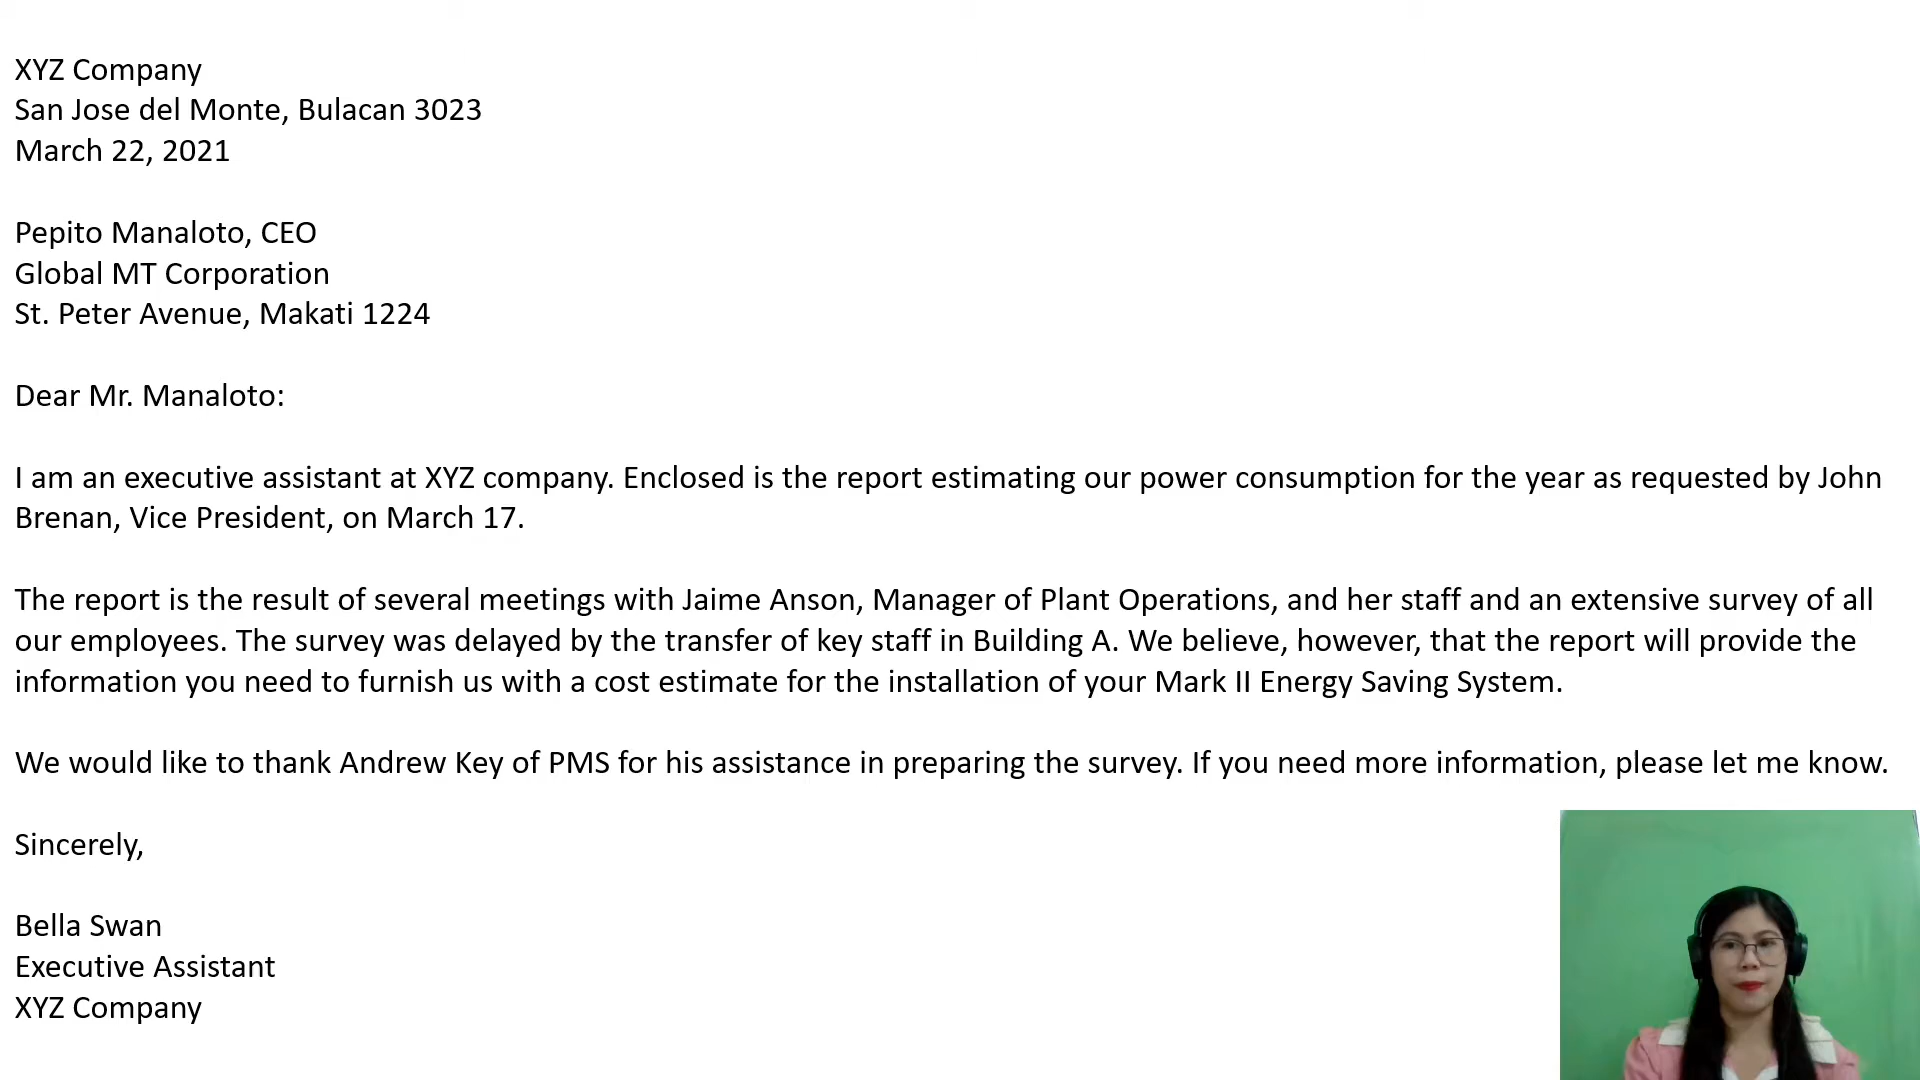 XYZ Company
San Jose del Monte, Bulacan 3023
March 22, 2021
Pepito Manaloto, CEO
Global MT Corporation
St. Peter Avenue, Makati 1224
Dear Mr. Manaloto:
I am an executive assistant at XYZ company. Enclosed is the report estimating our power consumption for the year as requested by John
Brenan, Vice President, on March 17.
The report is the result of several meetings with Jaime Anson, Manager of Plant Operations, and her staff and an extensive survey of all
our employees. The survey was delayed by the transfer of key staff in Building A. We believe, however, that the report will provide the
information you need to furnish us with a cost estimate for the installation of your Mark II Energy Saving System.
We would like to thank Andrew Key of PMS for his assistance in preparing the survey. If you need more information, please let me know.
Sincerely,
Bella Swan
Executive Assistant
XYZ Company